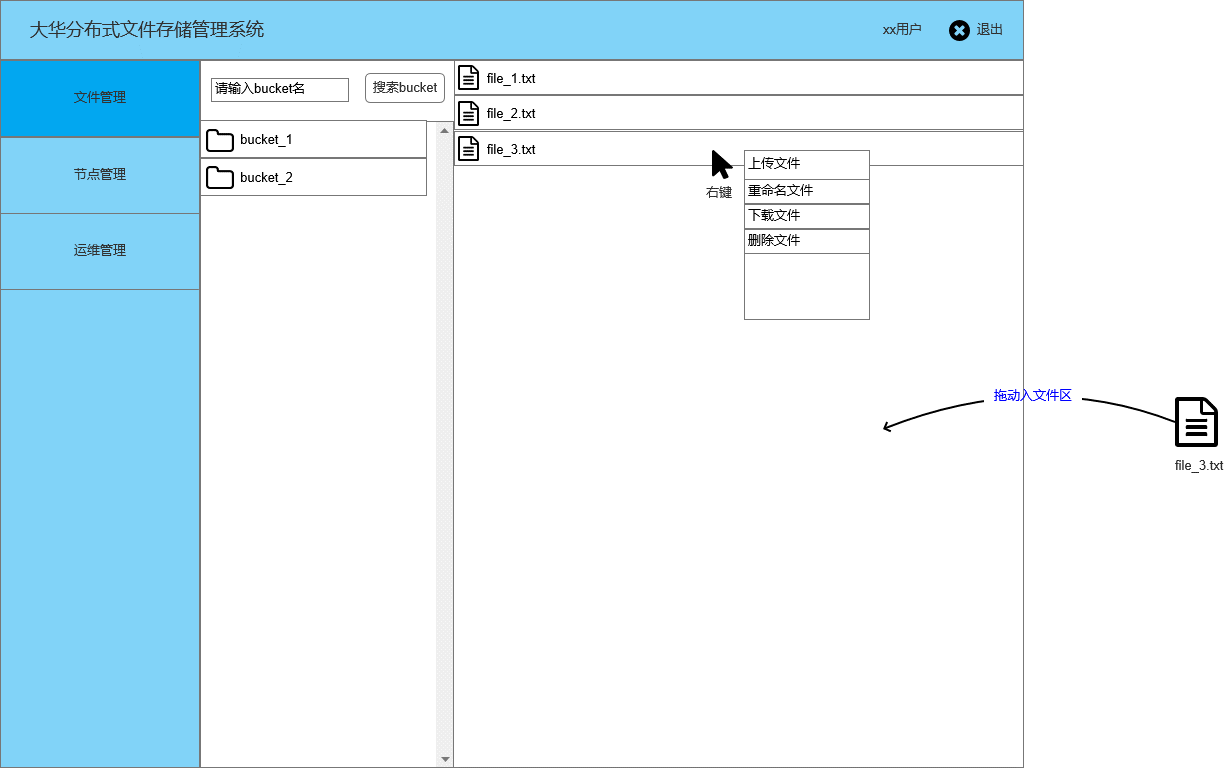 大华分布式文件存储管理系统
xx用户
退出
文件管理
节点管理
运维管理
请输入bucket名
搜索bucket
bucket_1
bucket_2
file_1.txt
file_2.txt
file_3.txt
右键
上传文件
重命名文件
下载文件
删除文件
拖动入文件区
file_3.txt